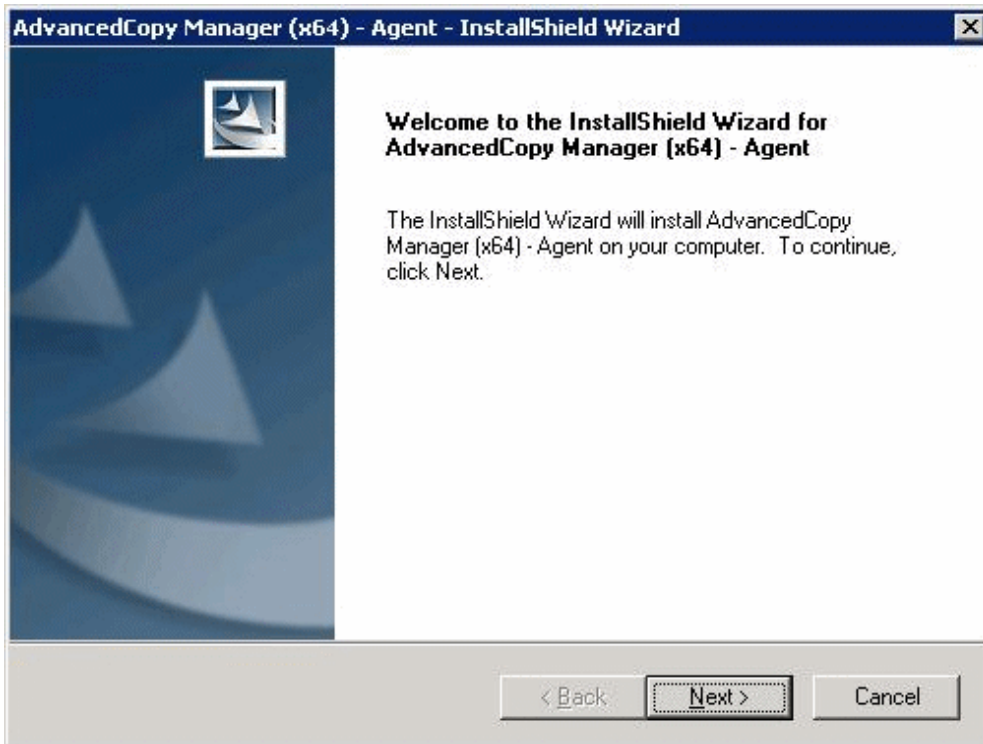 AdvancedCopy Manager (x64) - Agent - InstallShield Wizard
Welcome to the InstallShield Wizard for
AdvancedCopy Manager (x64) - Agent
The InstallShield Wizard will install AdvancedCopy
Manager (x64) - Agent on your computer.  To continue,
click Next.
< Back
Next >
Cancel